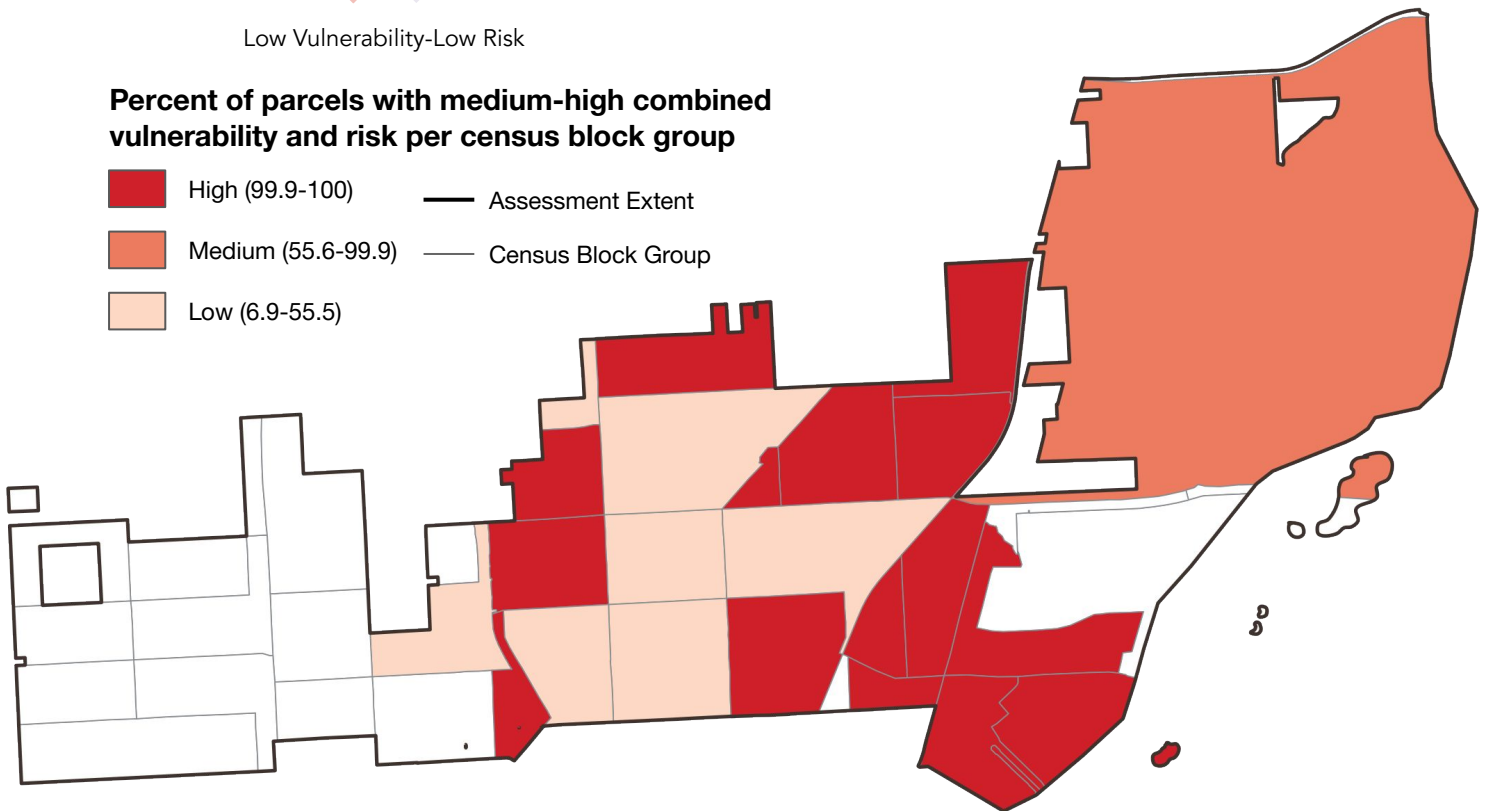 Low Vulnerability-Low Risk
Percent of parcels with medium-high combined
vulnerability and risk per census block group
High (99.9-100)
Assessment Extent
Medium (55.6-99.9)
Census Block Group
Low (6.9-55.5)